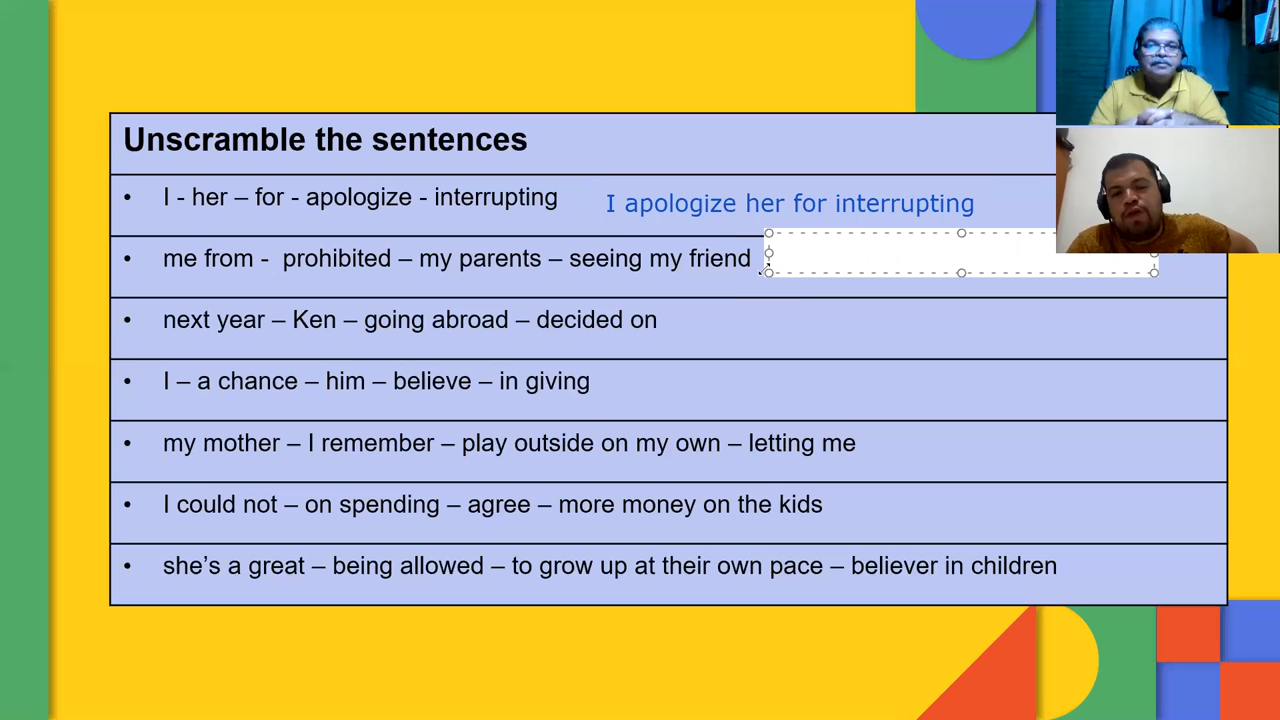 Unscramble the sentences
• I - her – for - apologize - interrupting
I apologize her for interrupting
• me from - prohibited – my parents – seeing my friend
• next year – Ken – going abroad – decided on
• I – a chance – him – believe – in giving
• my mother – I remember – play outside on my own – letting me
• I could not – on spending – agree – more money on the kids
• she’s a great – being allowed – to grow up at their own pace – believer in children